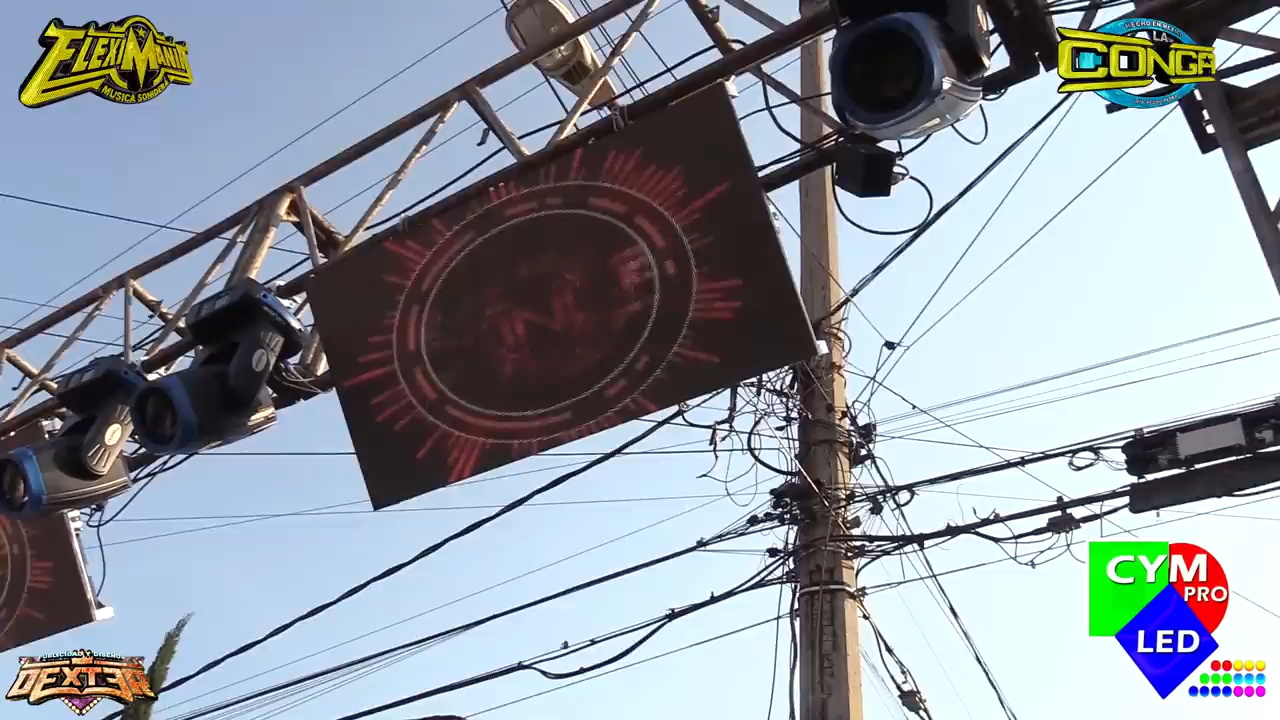 FLEXIMANIA
MUSICA SONIDERA
HECHO EN MEXICO
LA
CONGA
CYM
PRO
LED
PUBLICIDAD Y DISEÑO
DEXTER